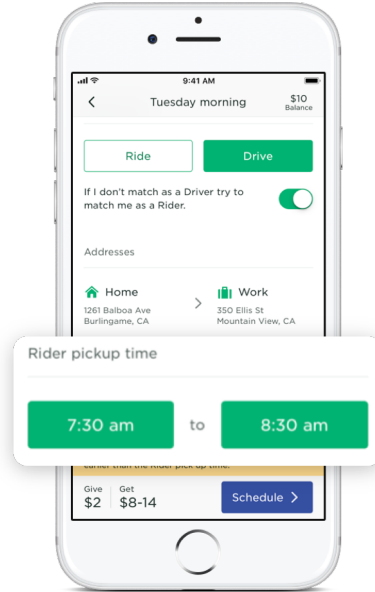 9:41 AM
Tuesday morning
$10
Balance
Ride
Drive
If I don't match as a Driver try to
match me as a Rider.
Addresses
Home
Work
1261 Balboa Ave
350 Ellis St
Burlingame, CA
Mountain View, CA
Rider pickup time
7:30 am to 8:30 am
earlier than the Rider pick up time.
Give
Get
$2
$8-14
Schedule